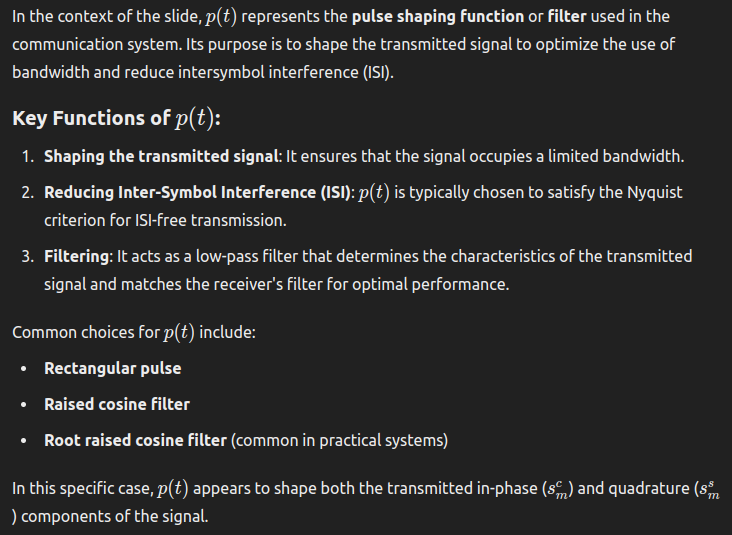 In the context of the slide, p(t) represents the pulse shaping function or filter used in the
communication system. Its purpose is to shape the transmitted signal to optimize the use of
bandwidth and reduce intersymbol interference (ISI).
Key Functions of p(t):
1. Shaping the transmitted signal: It ensures that the signal occupies a limited bandwidth.
2. Reducing Inter-Symbol Interference (ISI): p(t) is typically chosen to satisfy the Nyquist
criterion for ISI-free transmission.
3. Filtering: It acts as a low-pass filter that determines the characteristics of the transmitted
signal and matches the receiver's filter for optimal performance.
Common choices for p(t) include:
• Rectangular pulse
• Raised cosine filter
• Root raised cosine filter (common in practical systems)
In this specific case, p(t) appears to shape both the transmitted in-phase (s_m^c) and quadrature (s_m^s
) components of the signal.